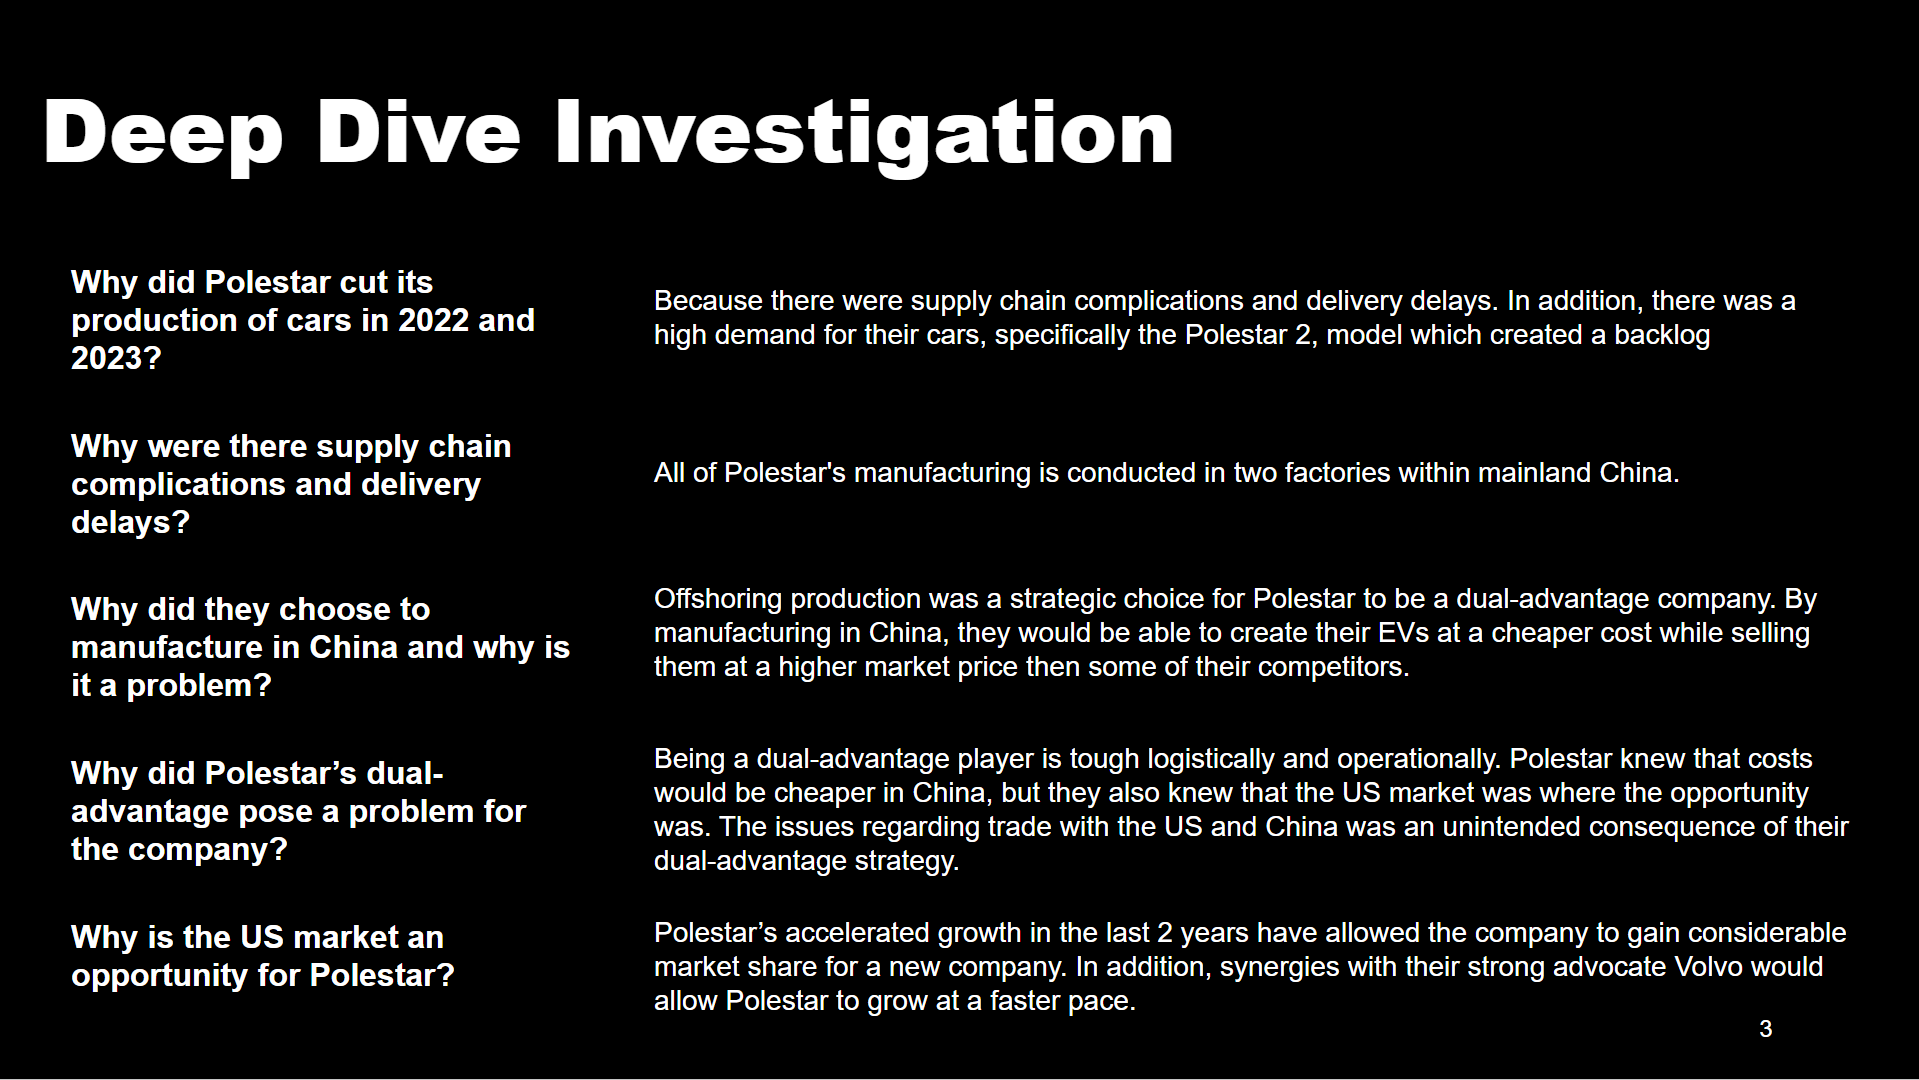 Deep Dive Investigation
Why did Polestar cut its
production of cars in 2022 and
2023?
Because there were supply chain complications and delivery delays. In addition, there was a
high demand for their cars, specifically the Polestar 2, model which created a backlog
Why were there supply chain
complications and delivery
delays?
All of Polestar's manufacturing is conducted in two factories within mainland China.
Why did they choose to
manufacture in China and why is
it a problem?
Offshoring production was a strategic choice for Polestar to be a dual-advantage company. By
manufacturing in China, they would be able to create their EVs at a cheaper cost while selling
them at a higher market price then some of their competitors.
Why did Polestar’s dual-
advantage pose a problem for
the company?
Being a dual-advantage player is tough logistically and operationally. Polestar knew that costs
would be cheaper in China, but they also knew that the US market was where the opportunity
was. The issues regarding trade with the US and China was an unintended consequence of their
dual-advantage strategy.
Why is the US market an
opportunity for Polestar?
Polestar’s accelerated growth in the last 2 years have allowed the company to gain considerable
market share for a new company. In addition, synergies with their strong advocate Volvo would
allow Polestar to grow at a faster pace.
3